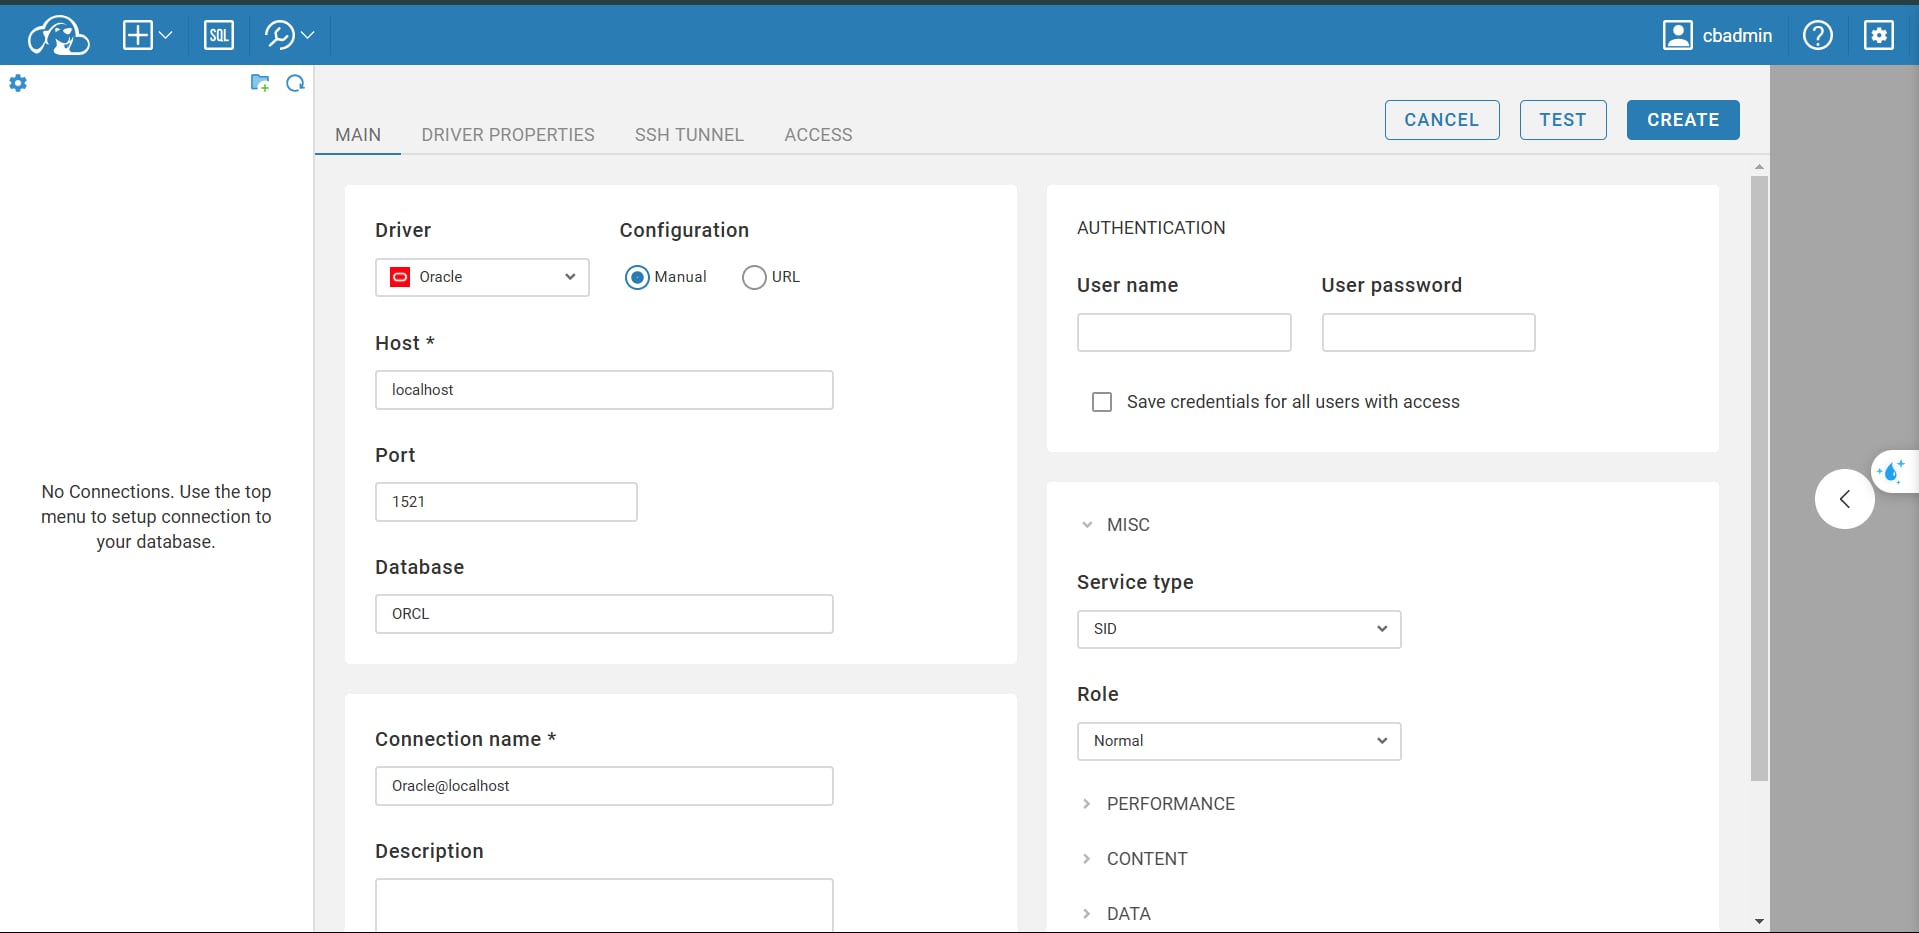 SQL
cbadmin
No Connections. Use the top
menu to setup connection to
your database.
MAIN
DRIVER PROPERTIES
SSH TUNNEL
ACCESS
CANCEL
TEST
CREATE
Driver
Configuration
Oracle
Manual
URL
Host *
localhost
Port
1521
Database
ORCL
Connection name *
Oracle@localhost
Description
AUTHENTICATION
User name
User password
Save credentials for all users with access
MISC
Service type
SID
Role
Normal
PERFORMANCE
CONTENT
DATA